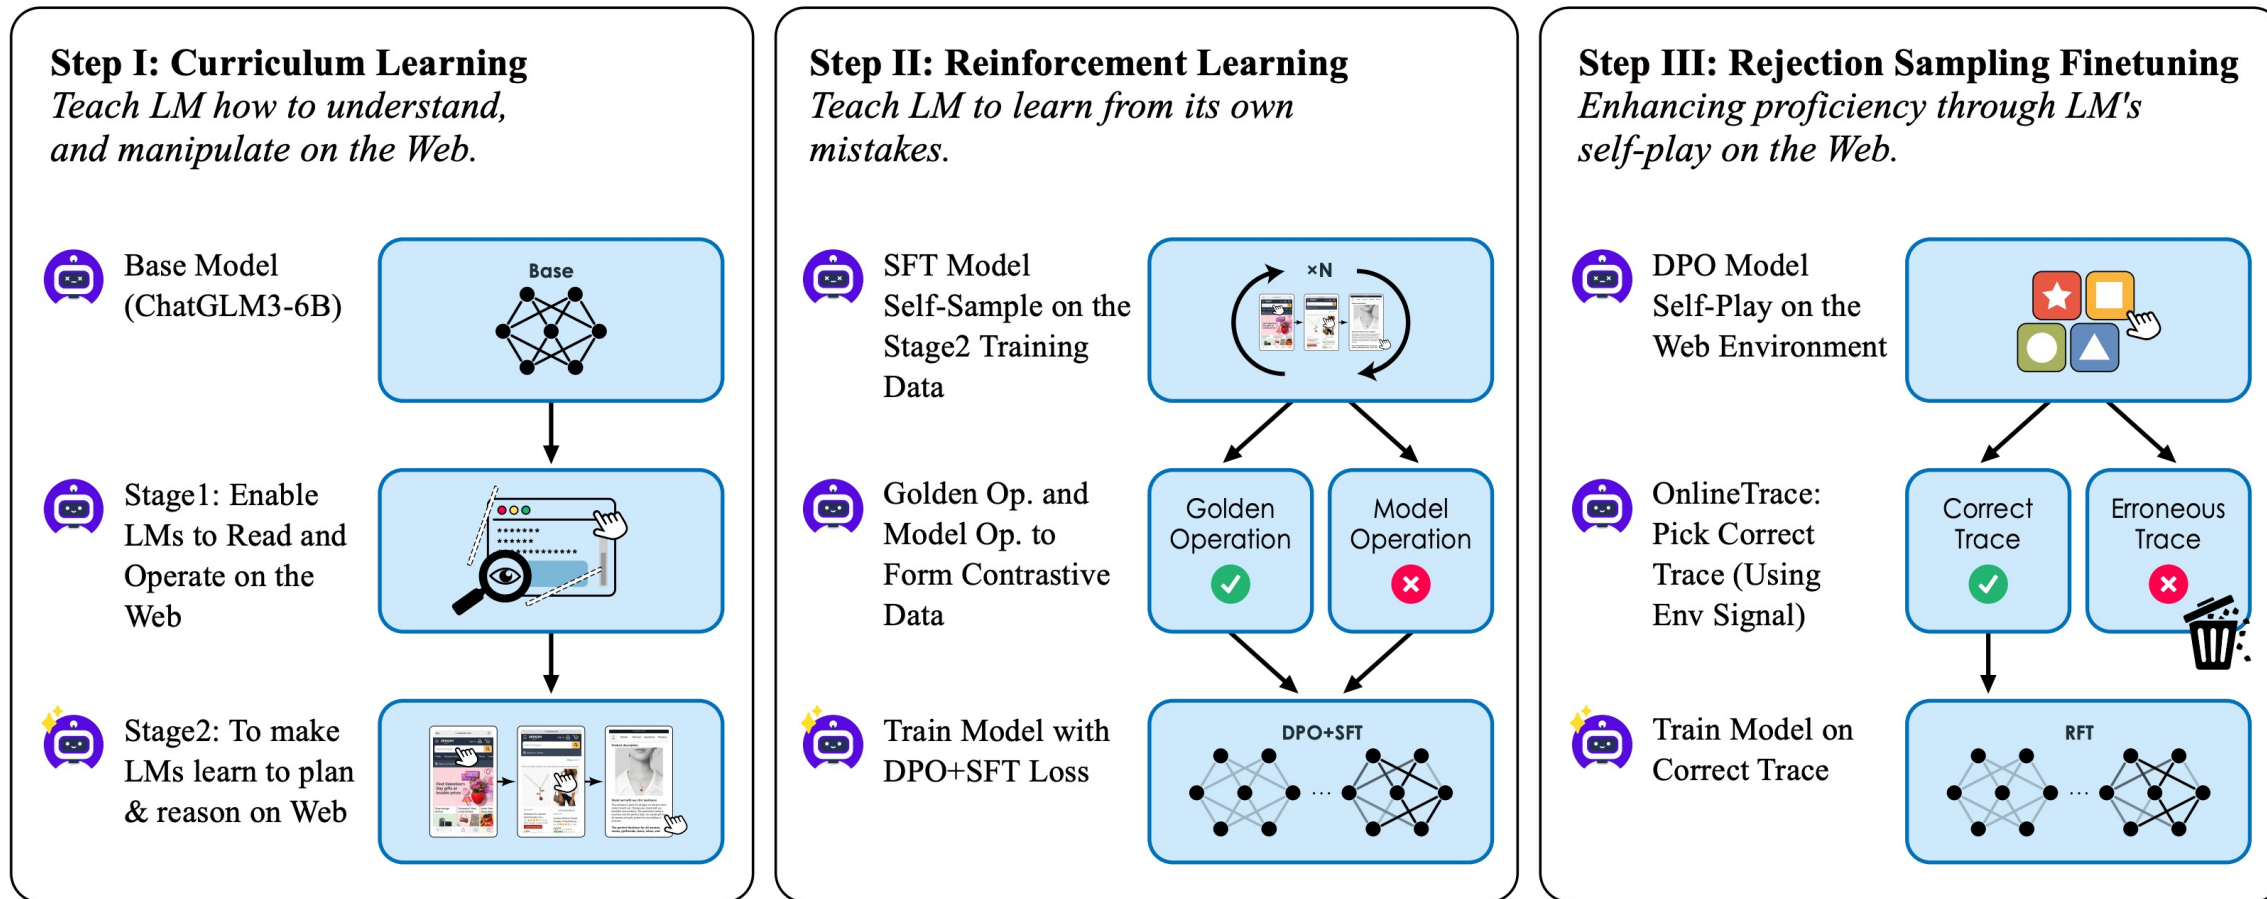 Step I: Curriculum Learning
Teach LM how to understand,
and manipulate on the Web.
Base Model
(ChatGLM3-6B)
Base
Stage1: Enable
LMs to Read and
Operate on the
Web
*******
******
*************
Stage2: To make
LMs learn to plan
& reason on Web
Step II: Reinforcement Learning
Teach LM to learn from its own
mistakes.
SFT Model
Self-Sample on the
Stage2 Training
Data
×N
Golden Op. and
Model Op. to
Form Contrastive
Data
Golden
Operation
Model
Operation
Train Model with
DPO+SFT Loss
DPO+SFT
...
Step III: Rejection Sampling Finetuning
Enhancing proficiency through LM's
self-play on the Web.
DPO Model
Self-Play on the
Web Environment
OnlineTrace:
Pick Correct
Trace (Using
Env Signal)
Correct
Trace
Erroneous
Trace
Train Model on
Correct Trace
RFT
...